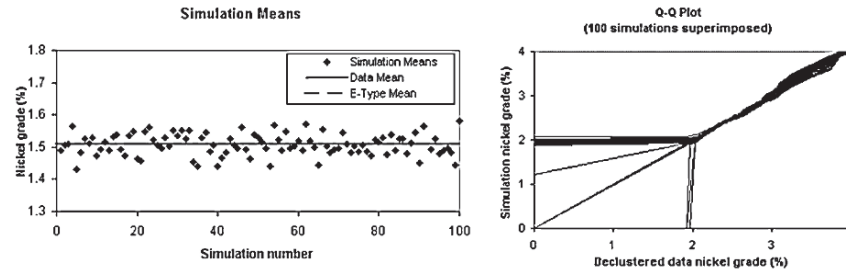 Simulation Means
Nickel grade (%)
1.8
1.7
1.6
1.5
1.4
1.3
0
20
40
60
80
100
Simulation number
Simulation Means
Data Mean
E-Type Mean
Q-Q Plot
(100 simulations superimposed)
Simulation nickel grade (%)
4
3
2
1
0
0
1
2
3
Declustered data nickel grade (%)